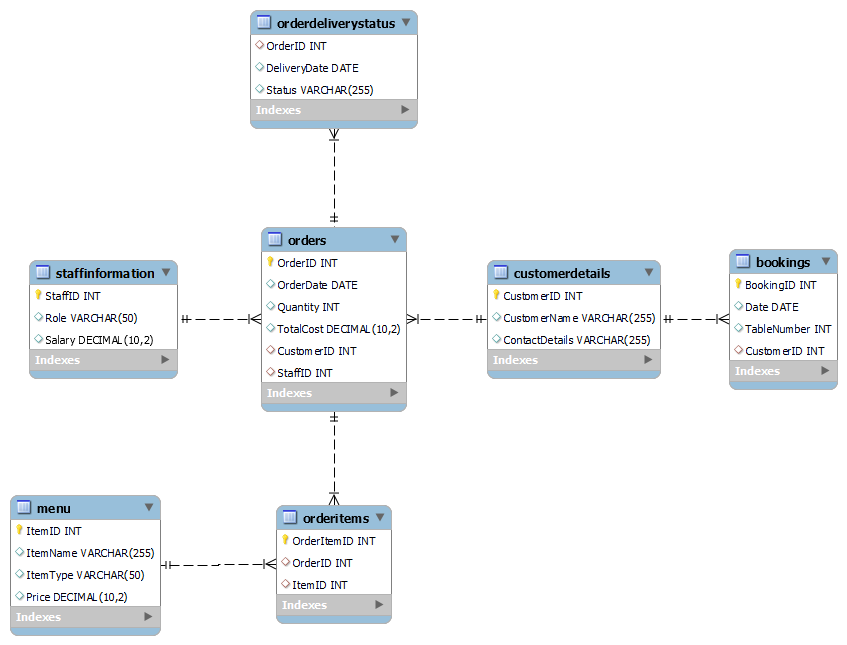 orderdeliverystatus
OrderID INT
DeliveryDate DATE
Status VARCHAR(255)
Indexes
orders
OrderID INT
OrderDate DATE
Quantity INT
TotalCost DECIMAL(10,2)
CustomerID INT
StaffID INT
Indexes
staffinformation
StaffID INT
Role VARCHAR(50)
Salary DECIMAL(10,2)
Indexes
customerdetails
CustomerID INT
CustomerName VARCHAR(255)
ContactDetails VARCHAR(255)
Indexes
bookings
BookingID INT
Date DATE
TableNumber INT
CustomerID INT
Indexes
menu
ItemID INT
ItemName VARCHAR(255)
ItemType VARCHAR(50)
Price DECIMAL(10,2)
Indexes
orderitems
OrderItemID INT
OrderID INT
ItemID INT
Indexes